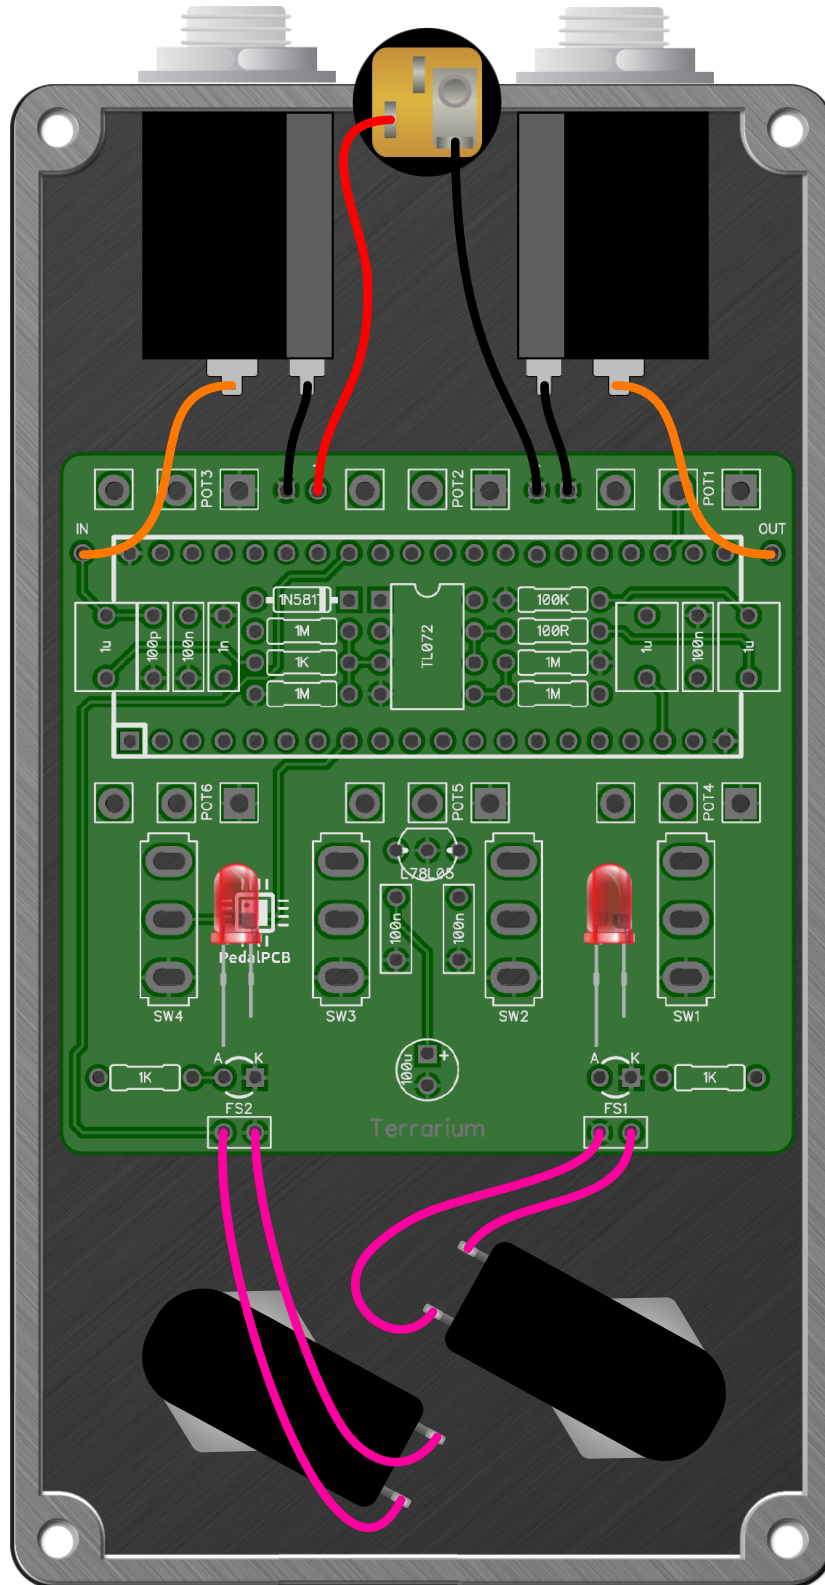 POT3
POT2
POT1
IN
OUT
1N5817
100K
1M
100R
TL072
1u
100p
100n
1n
1K
1M
1M
1M
1u
100n
1u
POT6
POT5
POT4
L78L05
100n
100n
PedalPCB
SW4
SW3
SW2
SW1
A
K
100u
+
A
K
1K
1K
FS2
FS1
Terrarium